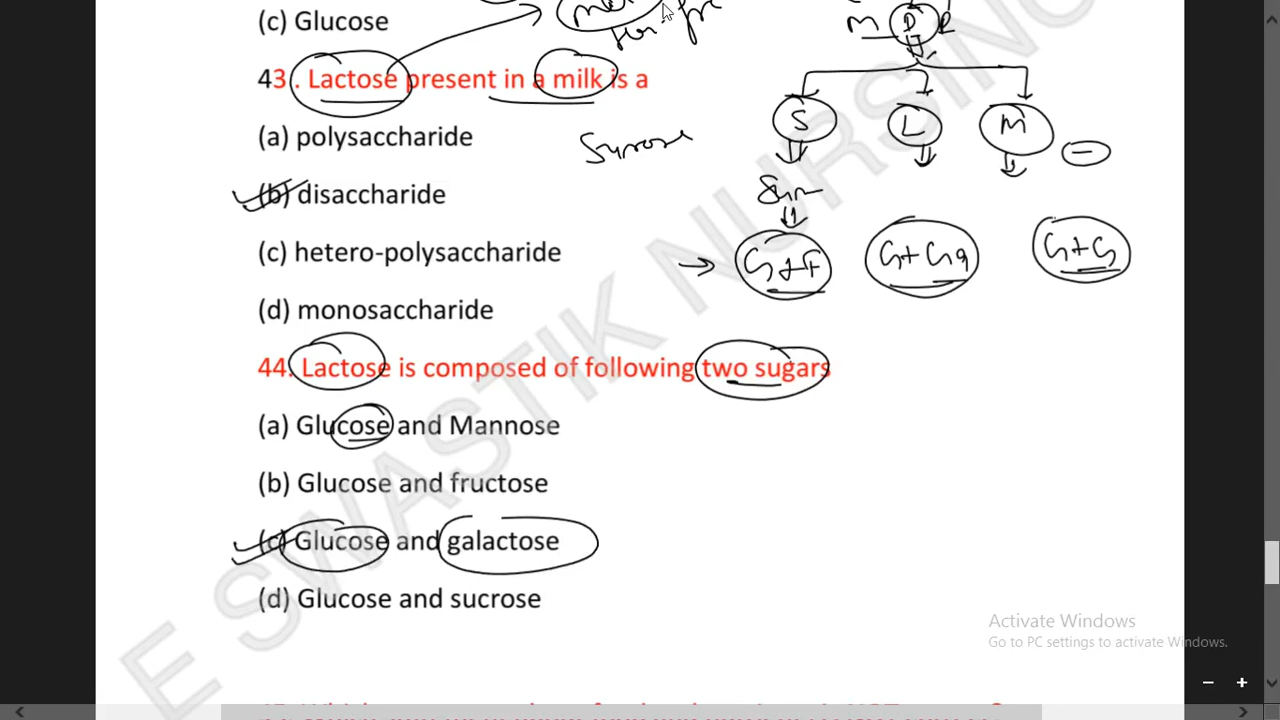 (c) Glucose
43 . Lactose present in a milk is a
(a) polysaccharide
(b) disaccharide
(c) hetero-polysaccharide
(d) monosaccharide
44. Lactose is composed of following two sugars
(a) Glucose and Mannose
(b) Glucose and fructose
(c) Glucose and galactose
(d) Glucose and sucrose
M D P
S L M
G+F G+Ga G+G
E SWASTIK NURSING
Activate Windows
Go to PC settings to activate Windows.